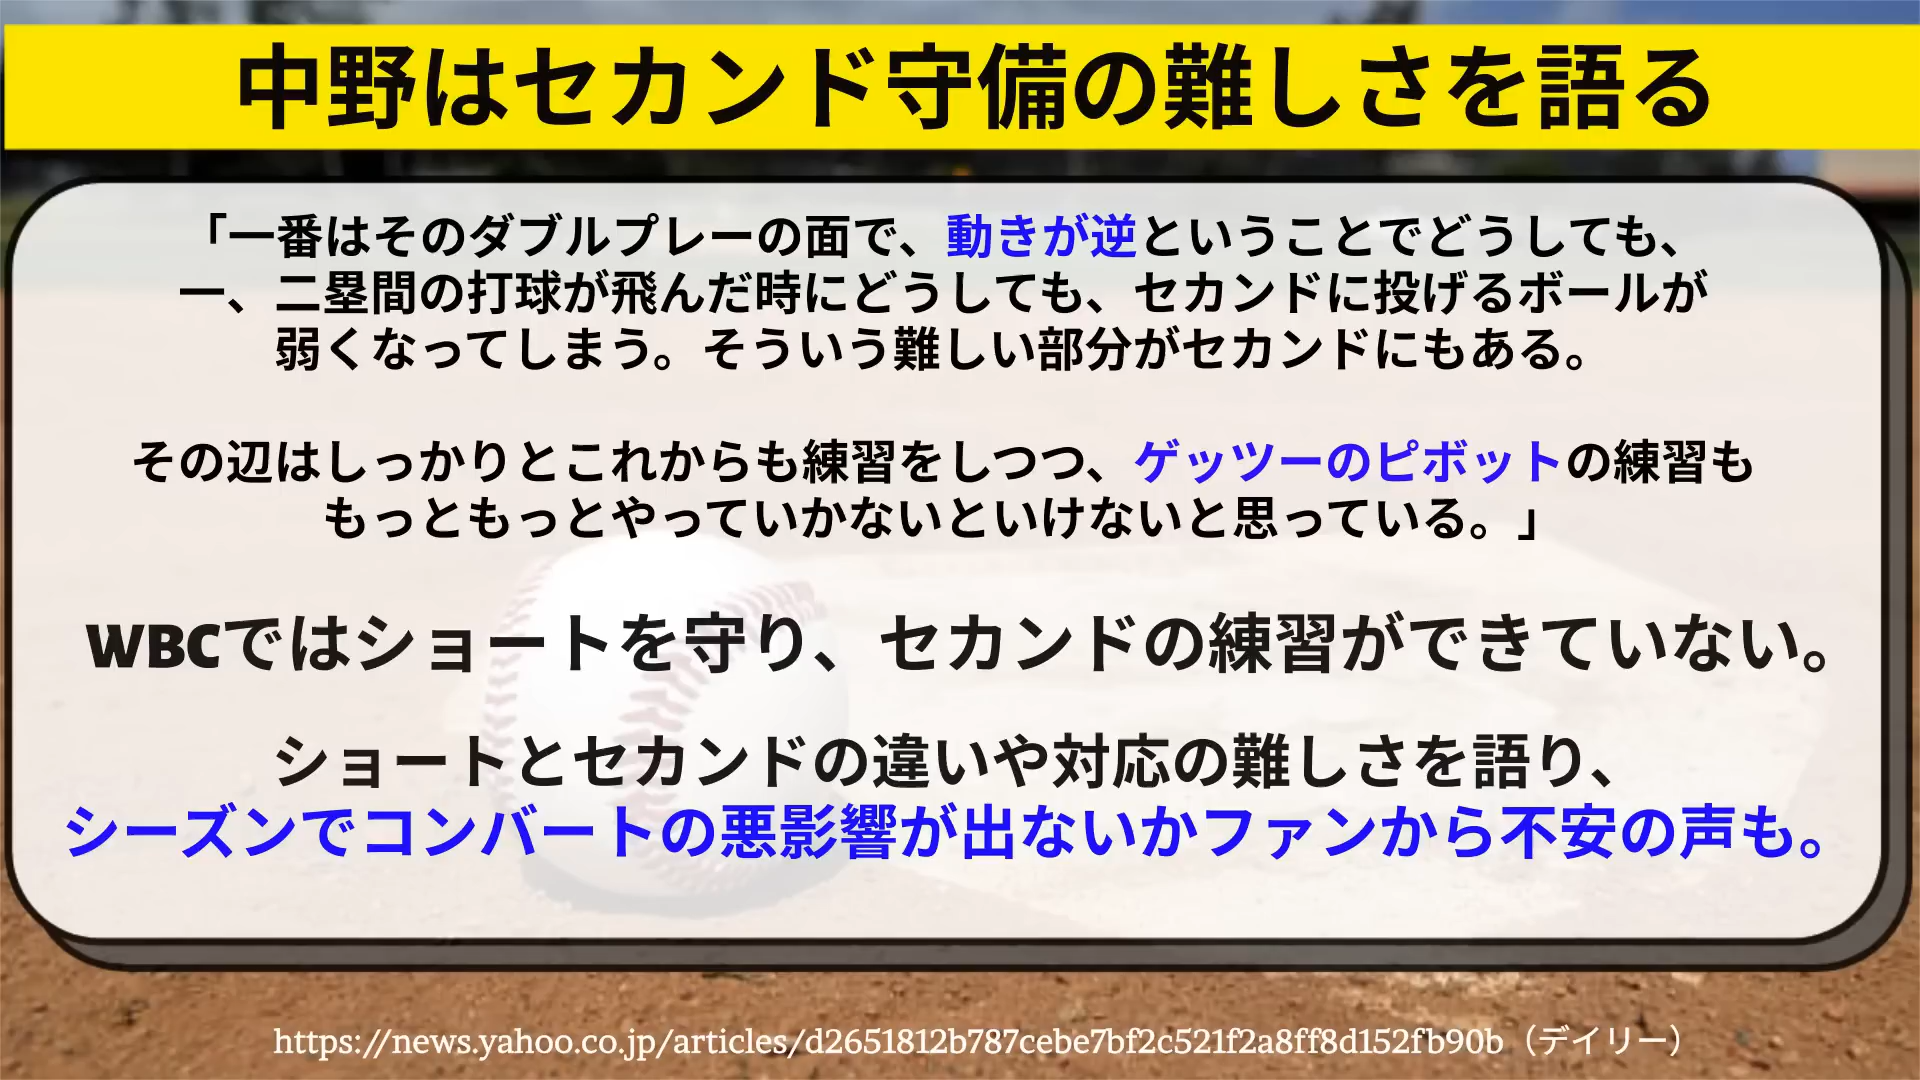 中野はセカンド守備の難しさを語る
「一番はそのダブルプレーの面で、動きが逆ということでどうしても、
一、二塁間の打球が飛んだ時にどうしても、セカンドに投げるボールが
弱くなってしまう。そういう難しい部分がセカンドにもある。
その辺はしっかりとこれからも練習をしつつ、ゲッツーのピボットの練習も
もっともっとやっていかないといけないと思っている。」
WBCではショートを守り、セカンドの練習ができていない。
ショートとセカンドの違いや対応の難しさを語り、
シーズンでコンバートの悪影響が出ないかファンから不安の声も。
https://news.yahoo.co.jp/articles/d2651812b787cebe7bf2c521f2a8ff8d152fb90b（デイリー）